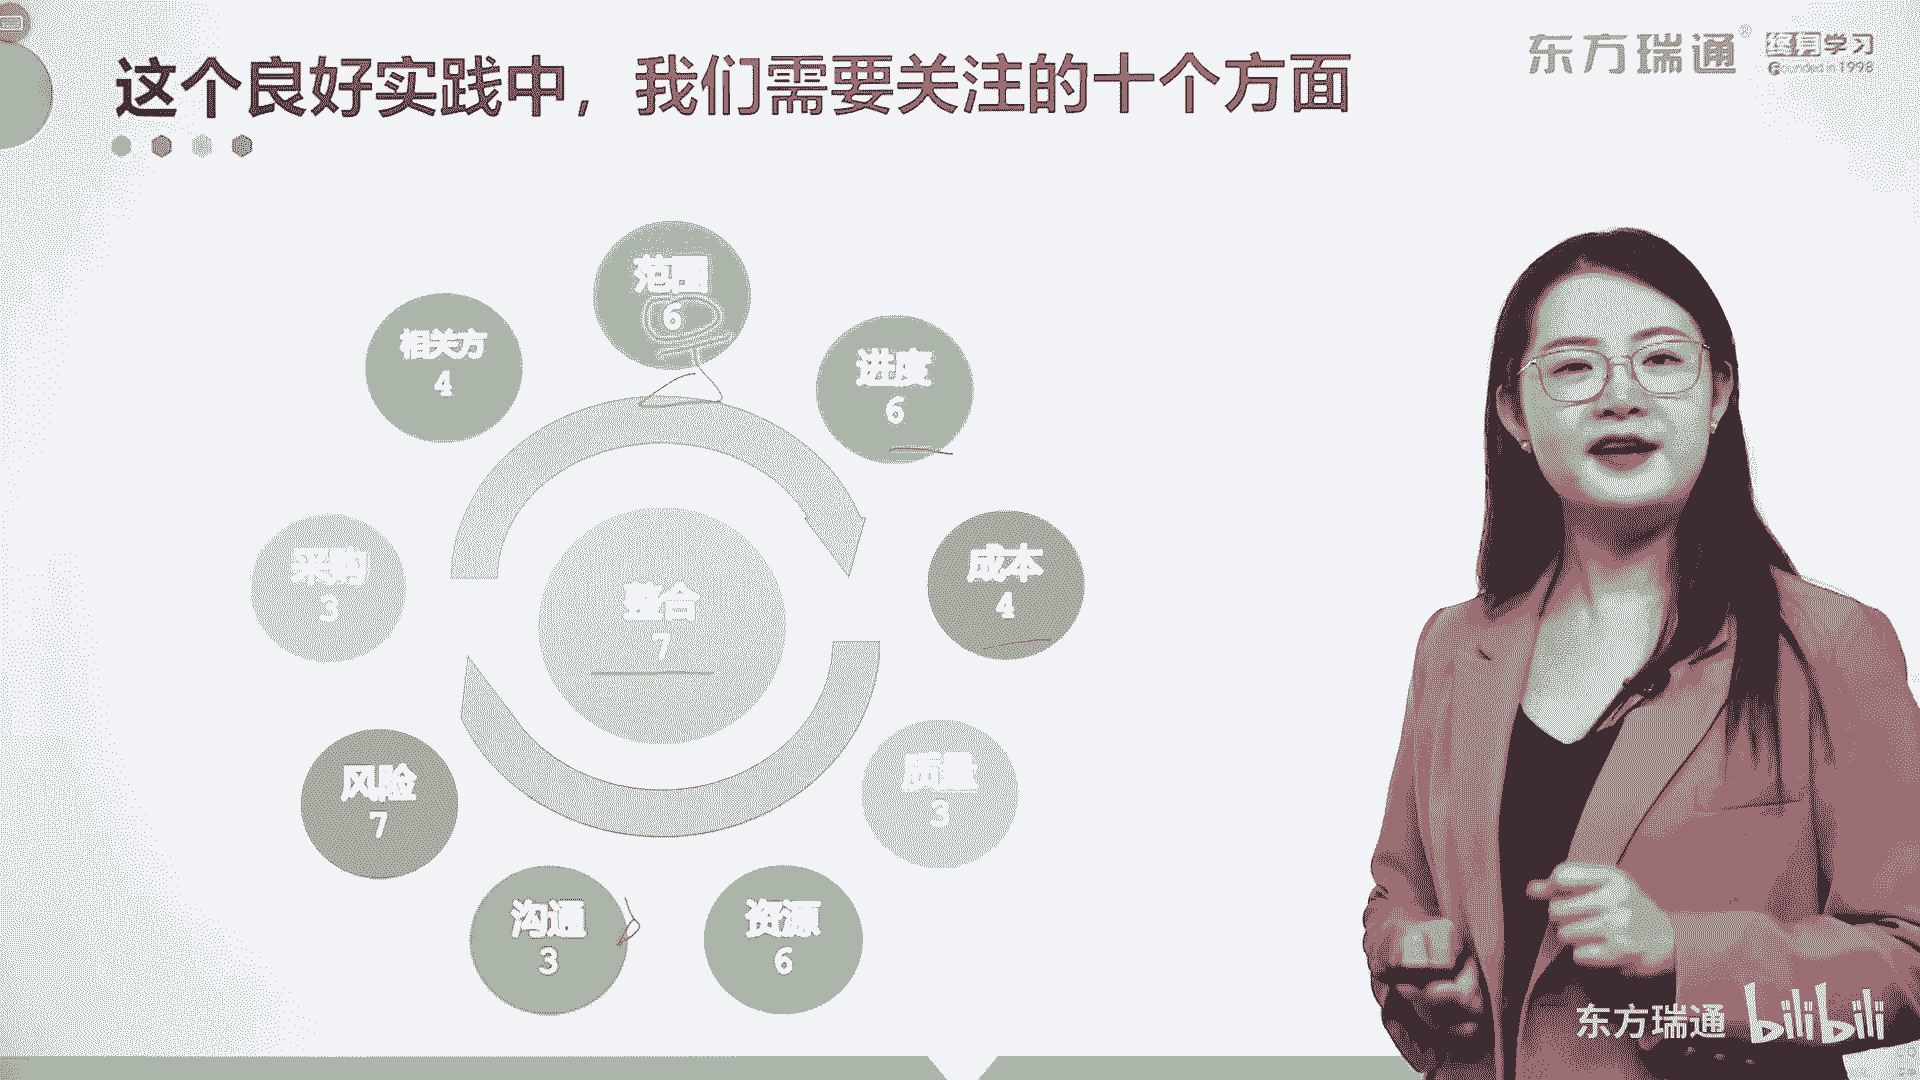 这个良好实践中，我们需要关注的十个方面
东方瑞通®
终身学习
Founded in 1998
范围
6
相关方
4
进度
6
采购
3
整合
7
成本
4
风险
7
质量
3
沟通
3
资源
6
东方瑞通
bilibili